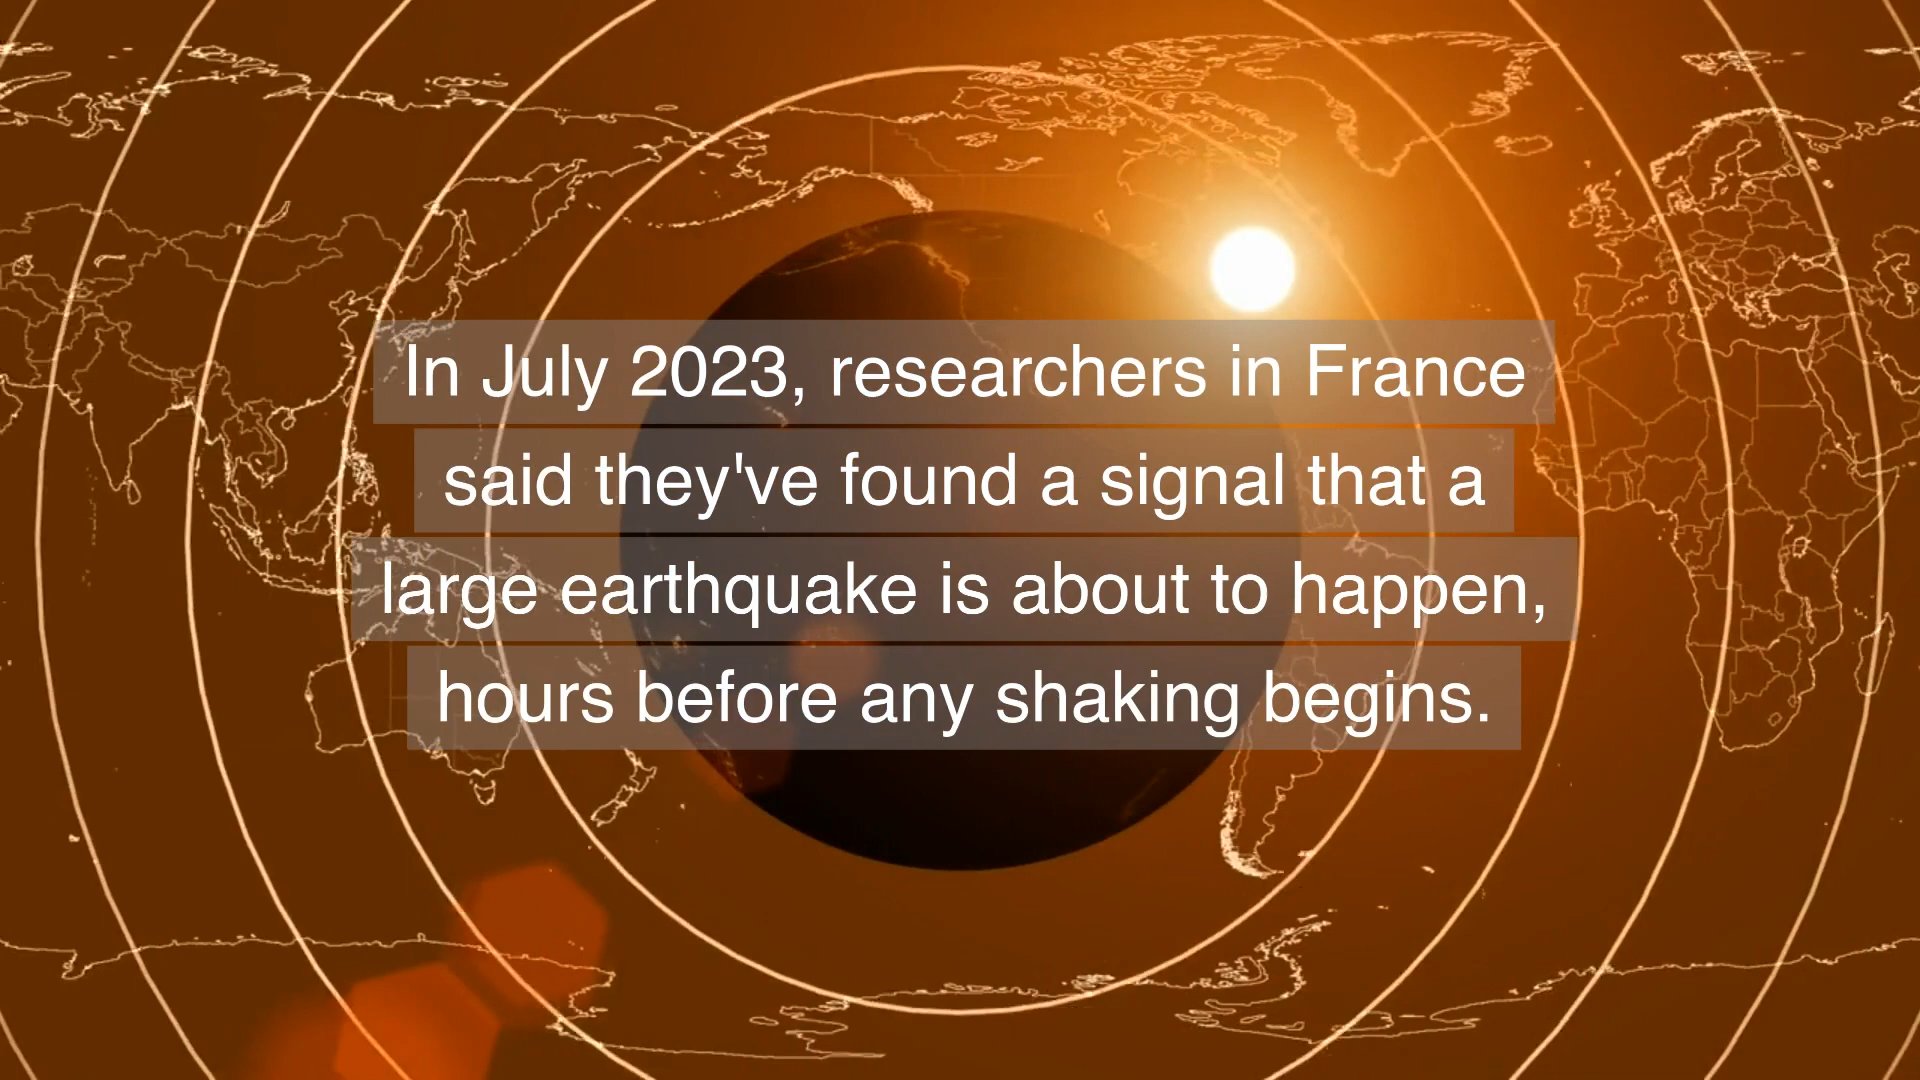 In July 2023, researchers in France
said they've found a signal that a
large earthquake is about to happen,
hours before any shaking begins.